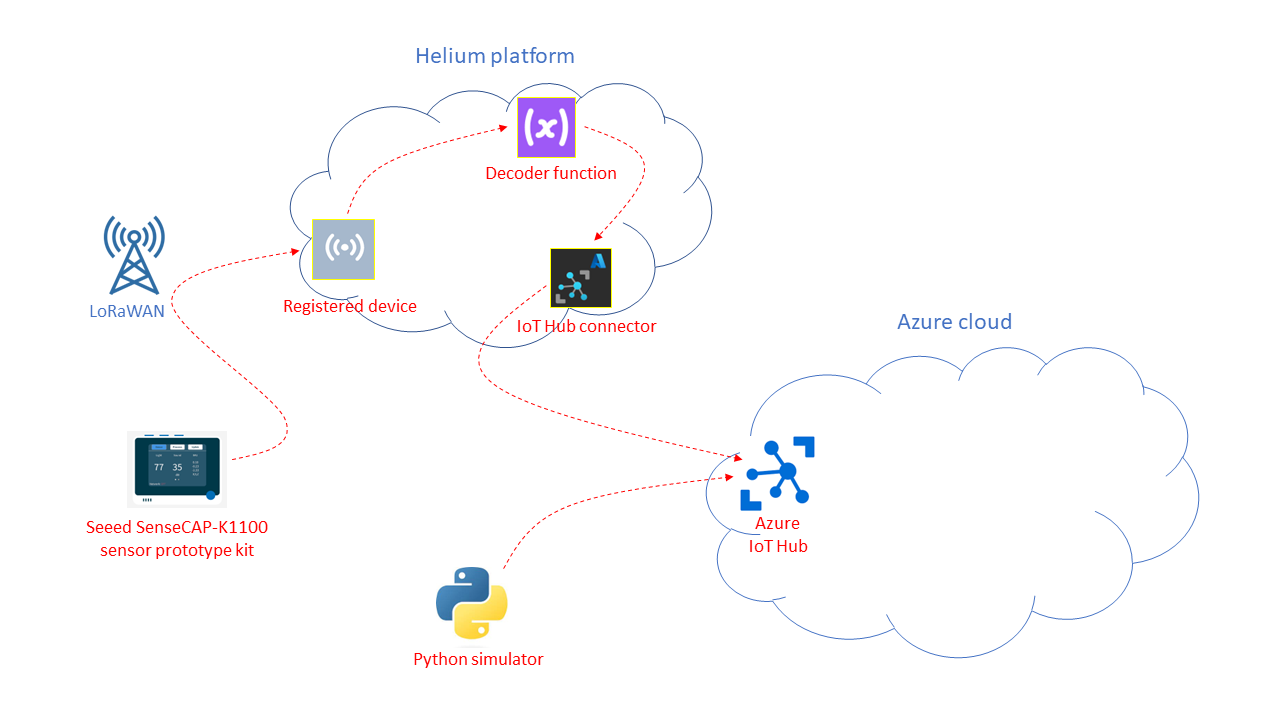 Helium platform
Decoder function
LoRaWAN
Registered device
IoT Hub connector
Azure cloud
77 35
Seeed SenseCAP-K1100
sensor prototype kit
Azure
IoT Hub
Python simulator